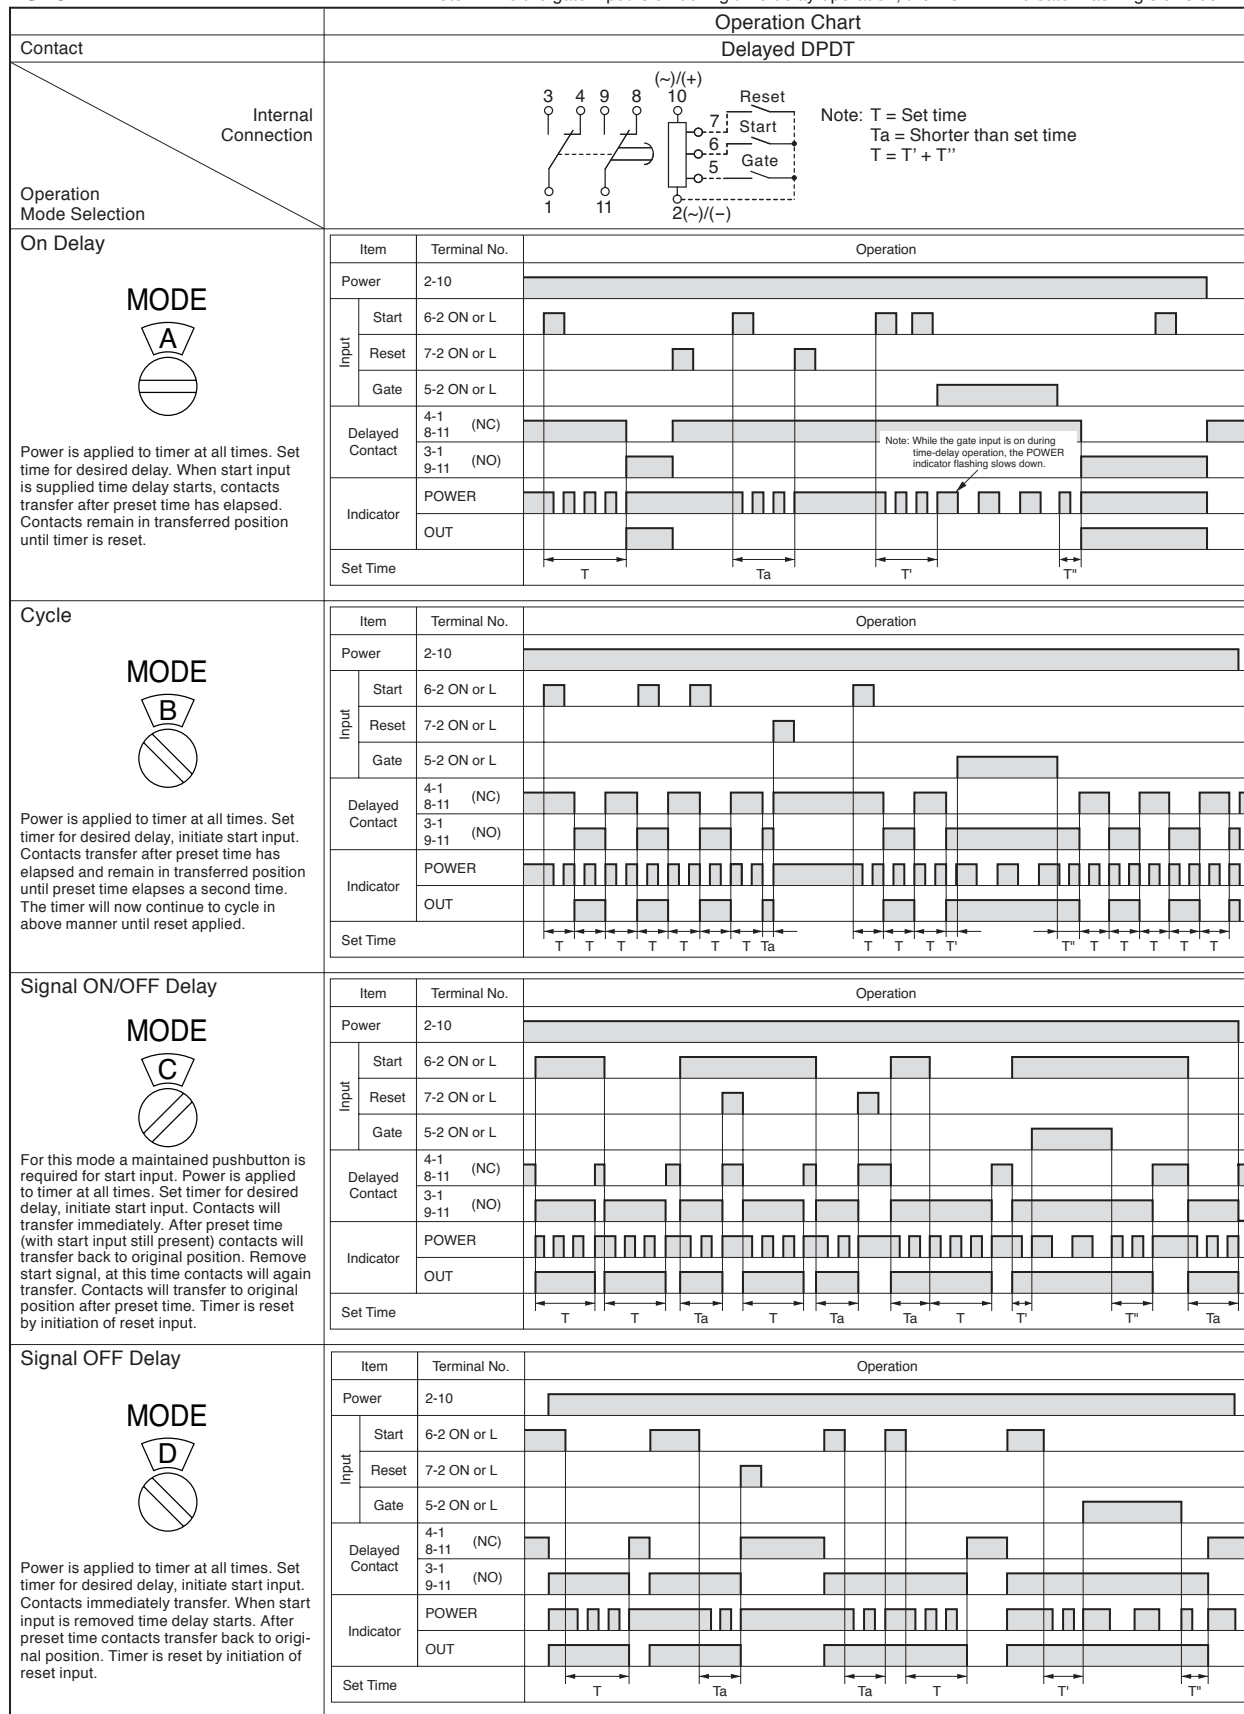 Operation Chart
Contact
Delayed DPDT
Internal
Connection
Operation
Mode Selection
(~)/(+)
3 4 9 8 10
Reset
7
Start
6
Gate
5
1 11 2(~)/(−)
Note: T = Set time
Ta = Shorter than set time
T = T' + T''
On Delay
MODE
A
Power is applied to timer at all times. Set
time for desired delay. When start input
is supplied time delay starts, contacts
transfer after preset time has elapsed.
Contacts remain in transferred position
until timer is reset.
Item Terminal No. Operation
Power 2-10
Input
Start 6-2 ON or L
Reset 7-2 ON or L
Gate 5-2 ON or L
Delayed
Contact
4-1
8-11 (NC)
3-1
9-11 (NO)
Note: While the gate input is on during
time-delay operation, the POWER
indicator flashing slows down.
Indicator
POWER
OUT
Set Time
T Ta T' T"
Cycle
MODE
B
Power is applied to timer at all times. Set
timer for desired delay, initiate start input.
Contacts transfer after preset time has
elapsed and remain in transferred position
until preset time elapses a second time.
The timer will now continue to cycle in
above manner until reset applied.
Item Terminal No. Operation
Power 2-10
Input
Start 6-2 ON or L
Reset 7-2 ON or L
Gate 5-2 ON or L
Delayed
Contact
4-1
8-11 (NC)
3-1
9-11 (NO)
Indicator
POWER
OUT
Set Time
T T T T T T T Ta T T T T' T" T T T T T
Signal ON/OFF Delay
MODE
C
For this mode a maintained pushbutton is
required for start input. Power is applied
to timer at all times. Set timer for desired
delay, initiate start input. Contacts will
transfer immediately. After preset time
(with start input still present) contacts will
transfer back to original position. Remove
start signal, at this time contacts will again
transfer. Contacts will transfer to original
position after preset time. Timer is reset
by initiation of reset input.
Item Terminal No. Operation
Power 2-10
Input
Start 6-2 ON or L
Reset 7-2 ON or L
Gate 5-2 ON or L
Delayed
Contact
4-1
8-11 (NC)
3-1
9-11 (NO)
Indicator
POWER
OUT
Set Time
T T Ta T Ta Ta T T' T" Ta
Signal OFF Delay
MODE
D
Power is applied to timer at all times. Set
timer for desired delay, initiate start input.
Contacts immediately transfer. When start
input is removed time delay starts. After
preset time contacts transfer back to origi-
nal position. Timer is reset by initiation of
reset input.
Item Terminal No. Operation
Power 2-10
Input
Start 6-2 ON or L
Reset 7-2 ON or L
Gate 5-2 ON or L
Delayed
Contact
4-1
8-11 (NC)
3-1
9-11 (NO)
Indicator
POWER
OUT
Set Time
T Ta Ta T T' T"